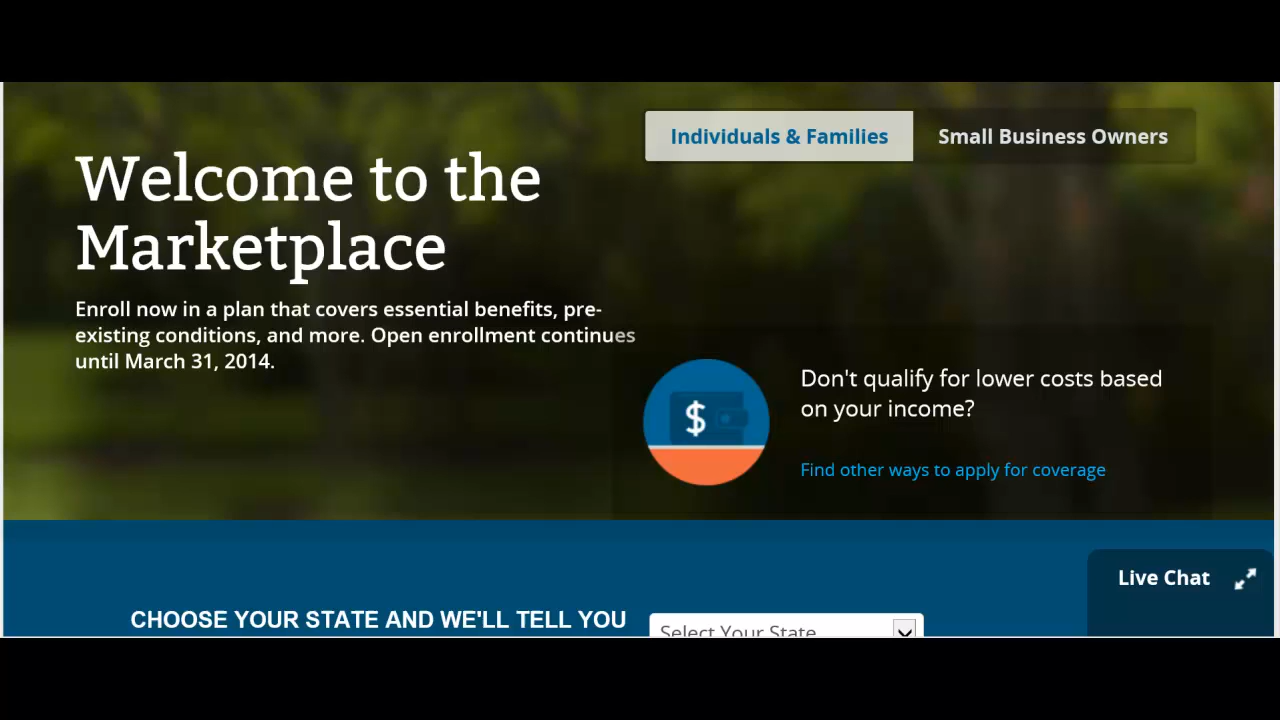 Individuals & Families
Small Business Owners
Welcome to the
Marketplace
Enroll now in a plan that covers essential benefits, pre-
existing conditions, and more. Open enrollment continues
until March 31, 2014.
$
Don't qualify for lower costs based
on your income?
Find other ways to apply for coverage
Live Chat
CHOOSE YOUR STATE AND WE'LL TELL YOU
Select Your State